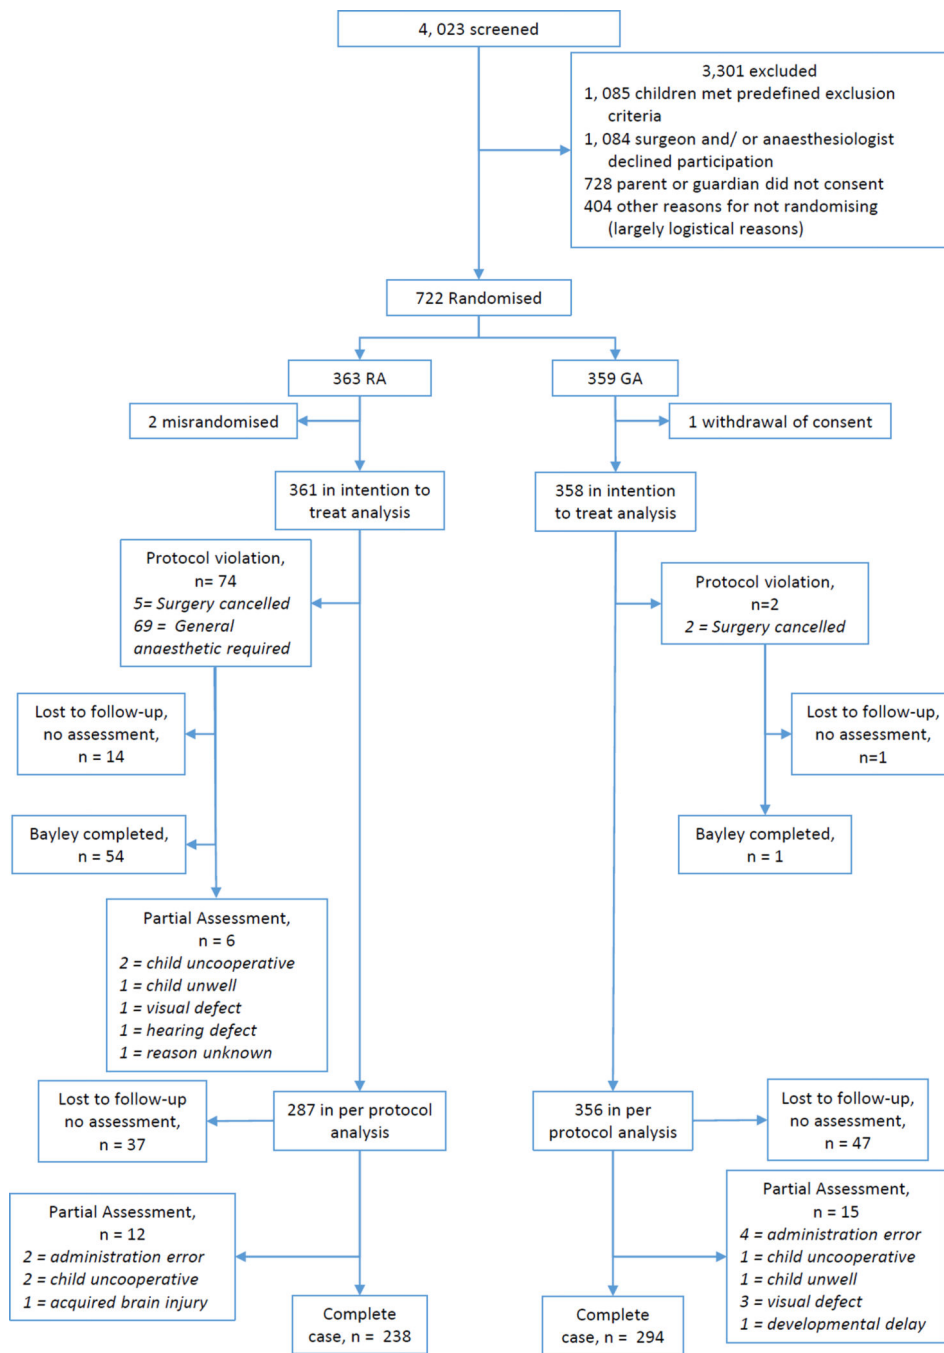 4, 023 screened
3,301 excluded
1, 085 children met predefined exclusion
criteria
1, 084 surgeon and/ or anaesthesiologist
declined participation
728 parent or guardian did not consent
404 other reasons for not randomising
(largely logistical reasons)
722 Randomised
363 RA
359 GA
2 misrandomised
1 withdrawal of consent
361 in intention to
treat analysis
358 in intention
to treat analysis
Protocol violation,
n= 74
5= Surgery cancelled
69 = General
anaesthetic required
Protocol violation,
n=2
2 = Surgery cancelled
Lost to follow-up,
no assessment,
n = 14
Lost to follow-up,
no assessment,
n=1
Bayley completed,
n = 54
Bayley completed,
n = 1
Partial Assessment,
n = 6
2 = child uncooperative
1 = child unwell
1 = visual defect
1 = hearing defect
1 = reason unknown
Lost to follow-up
no assessment,
n = 37
287 in per protocol
analysis
356 in per
protocol analysis
Lost to follow-up,
no assessment,
n = 47
Partial Assessment,
n = 12
2 = administration error
2 = child uncooperative
1 = acquired brain injury
Partial Assessment,
n = 15
4 = administration error
1 = child uncooperative
1 = child unwell
3 = visual defect
1 = developmental delay
Complete
case, n = 238
Complete
case, n = 294